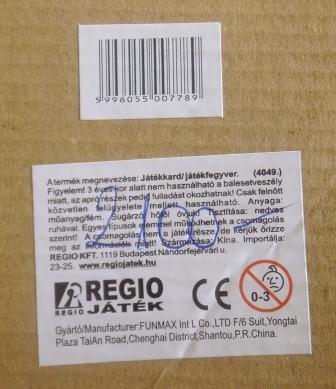 5996055007789
A termék megnevezése: Játékkard/játékfegyver. (4049.)
Figyelem! 3 éves kor alatt nem használható a balesetveszély
miatt, az apró részek pedig fulladást okozhatnak! Csak felnőtt
közvetlen felügyelete mellett használható. Anyaga:
műanyag/fém. Sugárzó hőtől óvjuk! Tisztítása: nedves
ruhával. Egyes típusok elemmel működhetnek a csomagolás
szerint! A csomagolás nem a játék része, de kérjük őrizze
meg az információk miatt! Származása: Kína. Importálja:
REGIO KFT. 1119 Budapest Nándorfejérvári u.
23-25. www.regiojatek.hu
2100
REGIO REGIO
JÁTÉK
CE 0-3
Gyártó/Manufacturer:FUNMAX Int L Co.,LTD F/6 Suit,Yongtai
Plaza TaiAn Road,Chenghai District,Shantou,P.R.China.